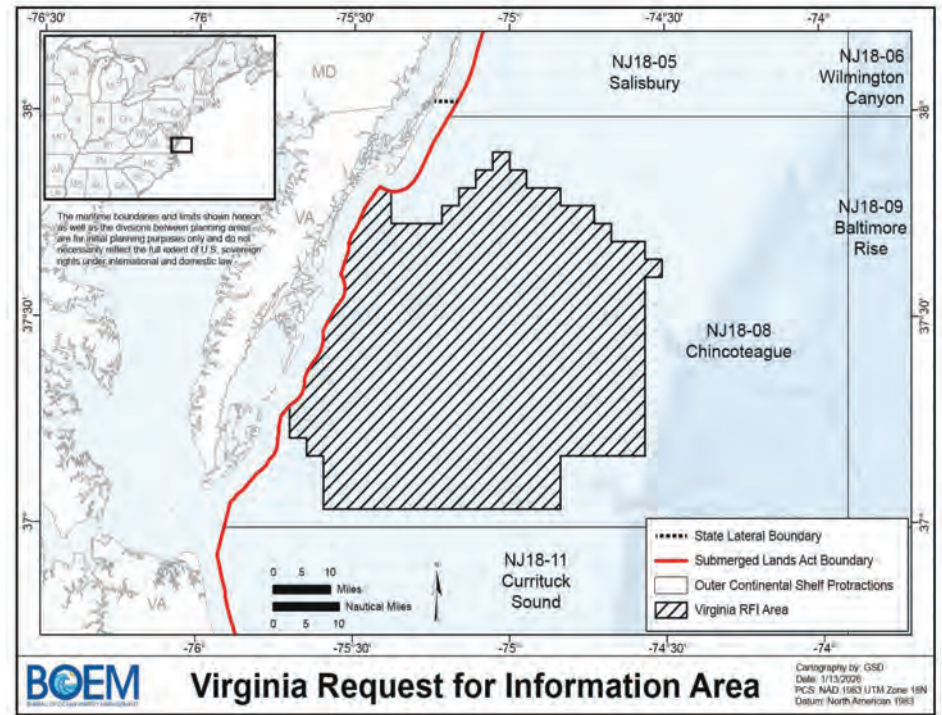 -76°30'
-76°
-75°30'
-75°
-74°30'
-74°
MD
NJ18-05
Salisbury
NJ18-06
Wilmington
Canyon
38°
38°
The maritime boundaries and limits shown hereon,
as well as the divisions between planning areas
are for initial planning purposes only and do not
necessarily reflect the full extent of U.S. sovereign
rights under international and domestic law
VA
NJ18-09
Baltimore
Rise
37°30'
37°30'
NJ18-08
Chincoteague
37°
37°
VA
NJ18-11
Currituck
Sound
0 5 10
Miles
Nautical Miles
0 5 10
State Lateral Boundary
Submerged Lands Act Boundary
Outer Continental Shelf Protractions
Virginia RFI Area
-76°
-75°30'
-75°
-74°30'
-74°
BOEM
BUREAU OF OCEAN ENERGY MANAGEMENT
Virginia Request for Information Area
Cartography by: GSD
Date: 1/13/2026
PCS: NAD 1983 UTM Zone 18N
Datum: North American 1983